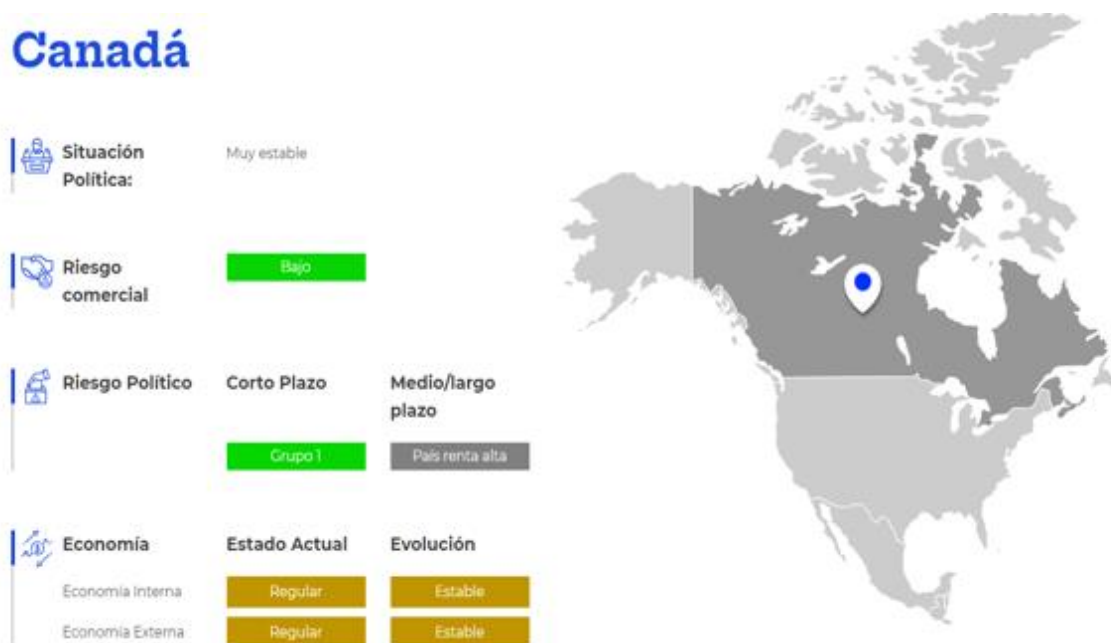 Canadá
Situación
Política:
Muy estable
Riesgo
comercial
Bajo
Riesgo Político
Corto Plazo
Medio/largo
plazo
Grupo 1
País renta alta
Economía
Estado Actual
Evolución
Economía Interna
Regular
Estable
Economía Externa
Regular
Estable